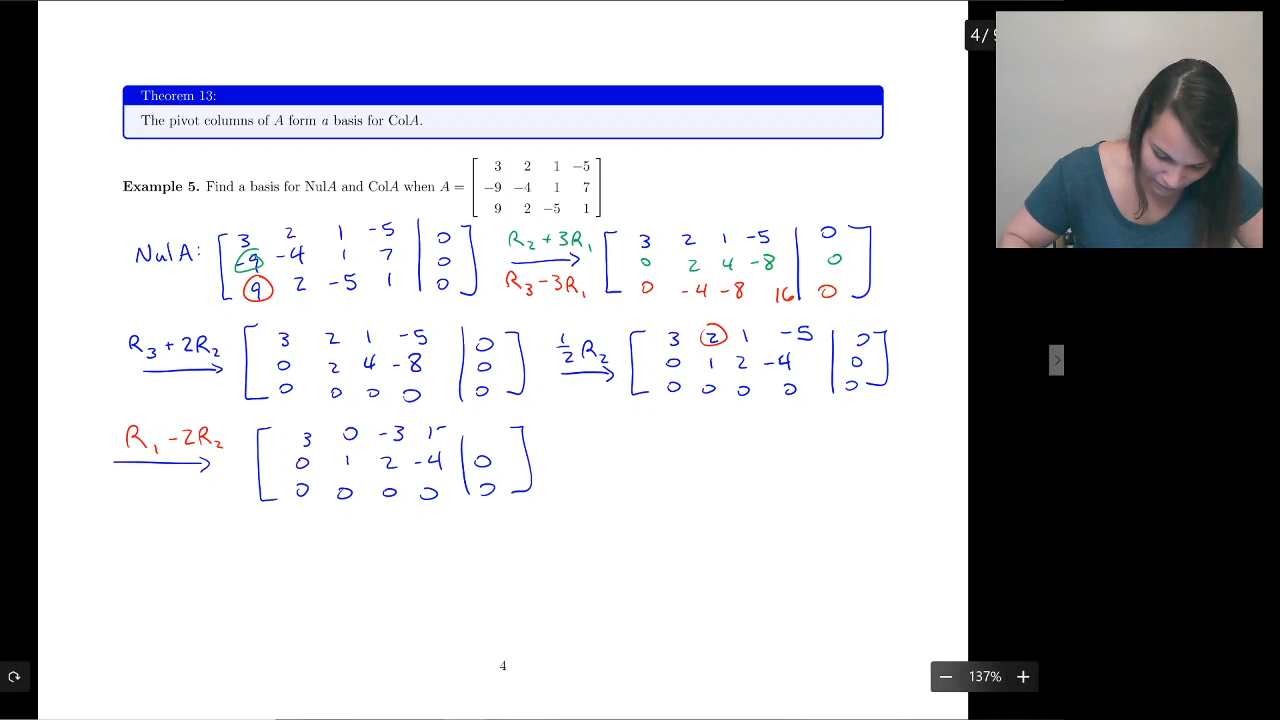 4 / 9
Theorem 13:
The pivot columns of A form a basis for ColA.
Example 5. Find a basis for NulA and ColA when A =
3 2 1 −5
−9 −4 1 7
9 2 −5 1
NulA:
3 2 1 -5 | 0
-9 -4 1 7 | 0
9 2 -5 1 | 0
R2 + 3R1
R3 - 3R1
3 2 1 -5 | 0
0 2 4 -8 | 0
0 -4 -8 16 | 0
R3 + 2R2
3 2 1 -5 | 0
0 2 4 -8 | 0
0 0 0 0 | 0
1/2 R2
3 2 1 -5 | 0
0 1 2 -4 | 0
0 0 0 0 | 0
R1 - 2R2
3 0 -3
0 1 2 -4 | 0
0 0 0 0 | 0
4
137%